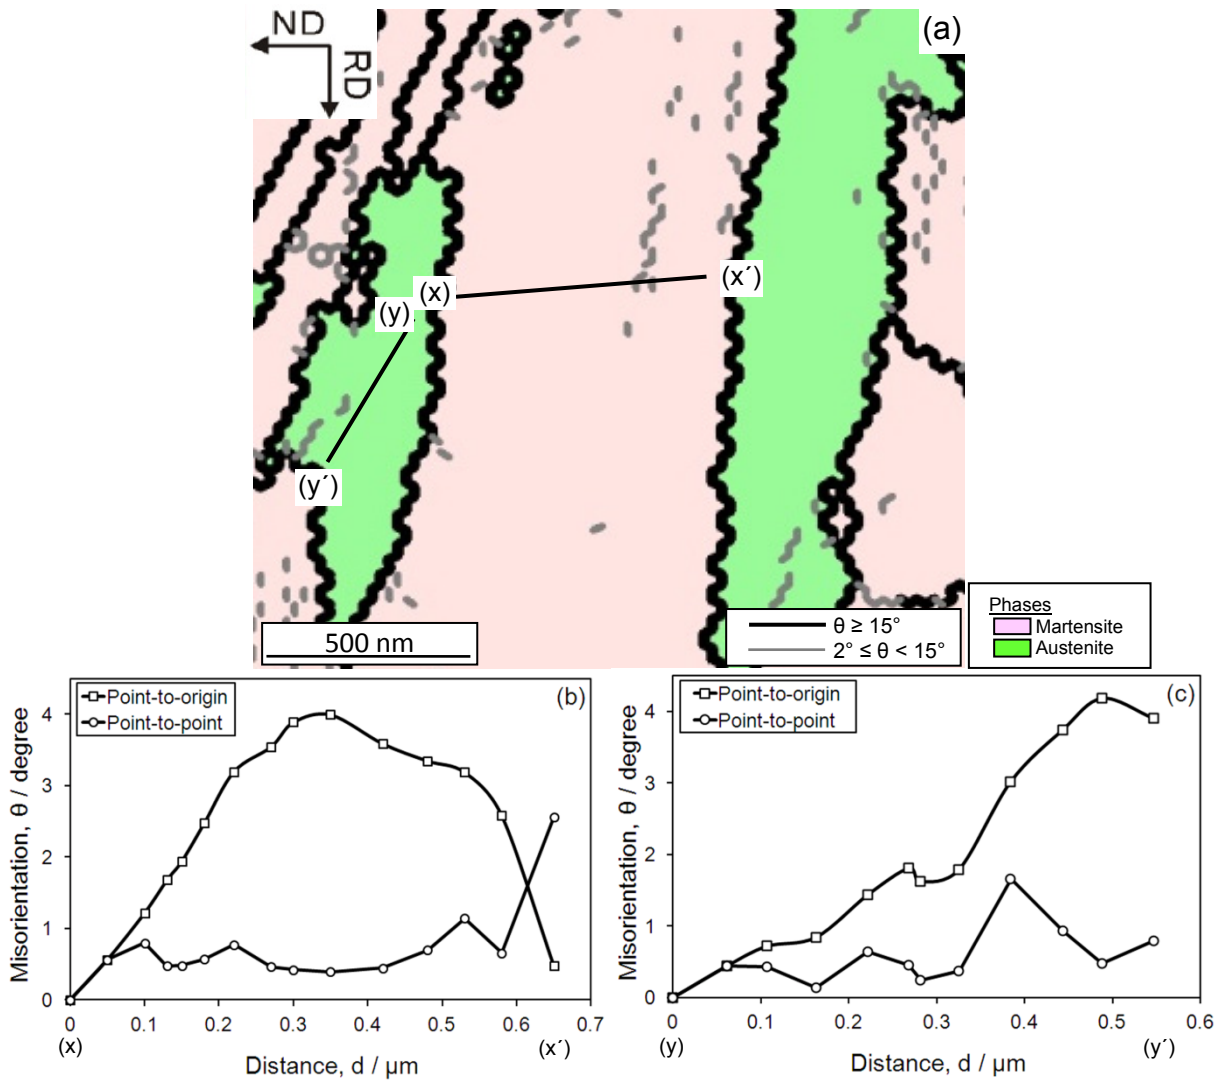 ND
RD
(a)
(x)
(x´)
(y)
(y´)
500 nm
θ ≥ 15°
2° ≤ θ < 15°
Phases
Martensite
Austenite
(b)
Point-to-origin
Point-to-point
Misorientation, θ / degree
4
3
2
1
0
0 0.1 0.2 0.3 0.4 0.5 0.6 0.7
(x) (x´)
Distance, d / µm
(c)
Point-to-origin
Point-to-point
Misorientation, θ / degree
4
3
2
1
0
0 0.1 0.2 0.3 0.4 0.5 0.6
(y) (y´)
Distance, d / µm